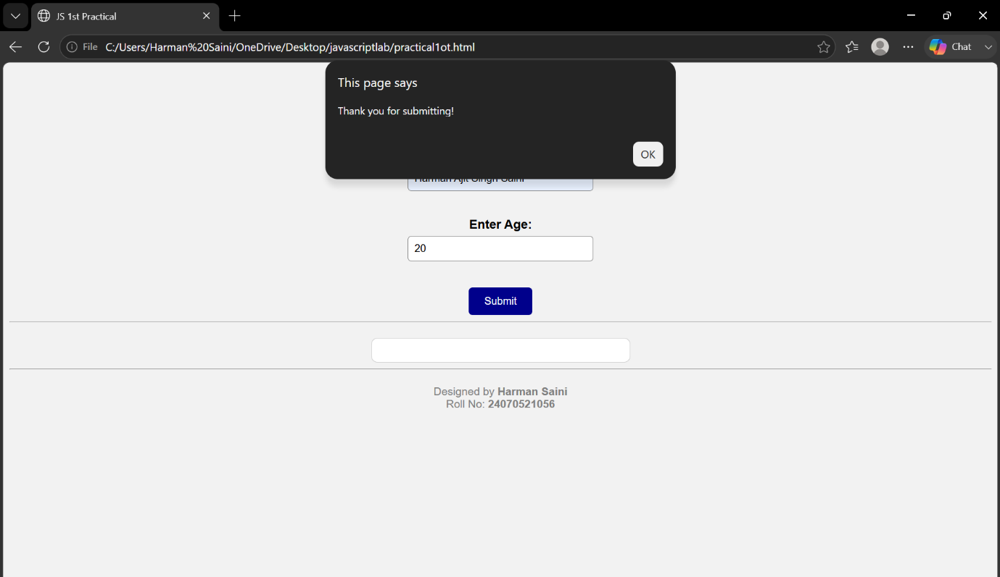 JS 1st Practical
File C:/Users/Harman%20Saini/OneDrive/Desktop/javascriptlab/practical1ot.html
Chat
This page says
Thank you for submitting!
OK
Harman Ajit Singh Saini
Enter Age:
20
Submit
Designed by Harman Saini
Roll No: 24070521056